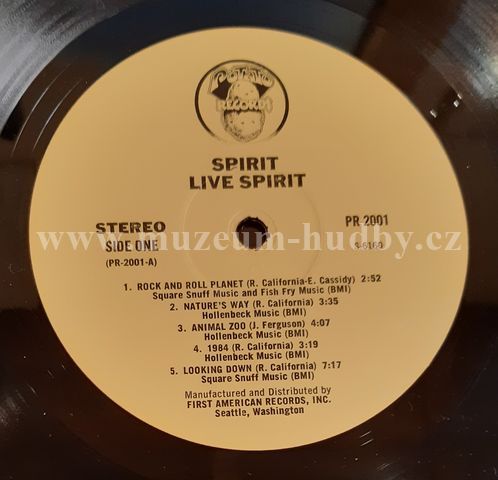 POTATO
RECORDS
SPIRIT
LIVE SPIRIT
STEREO
PR 2001
SIDE ONE
(PR-2001-A)
S-6160
www.muzeum-hudby.cz
1. ROCK AND ROLL PLANET (R. California-E. Cassidy) 2:52
Square Snuff Music and Fish Fry Music (BMI)
2. NATURE'S WAY (R. California) 3:35
Hollenbeck Music (BMI)
3. ANIMAL ZOO (J. Ferguson) 4:07
Hollenbeck Music (BMI)
4. 1984 (R. California) 3:19
Hollenbeck Music (BMI)
5. LOOKING DOWN (R. California) 7:17
Square Snuff Music (BMI)
Manufactured and Distributed by
FIRST AMERICAN RECORDS, INC.
Seattle, Washington